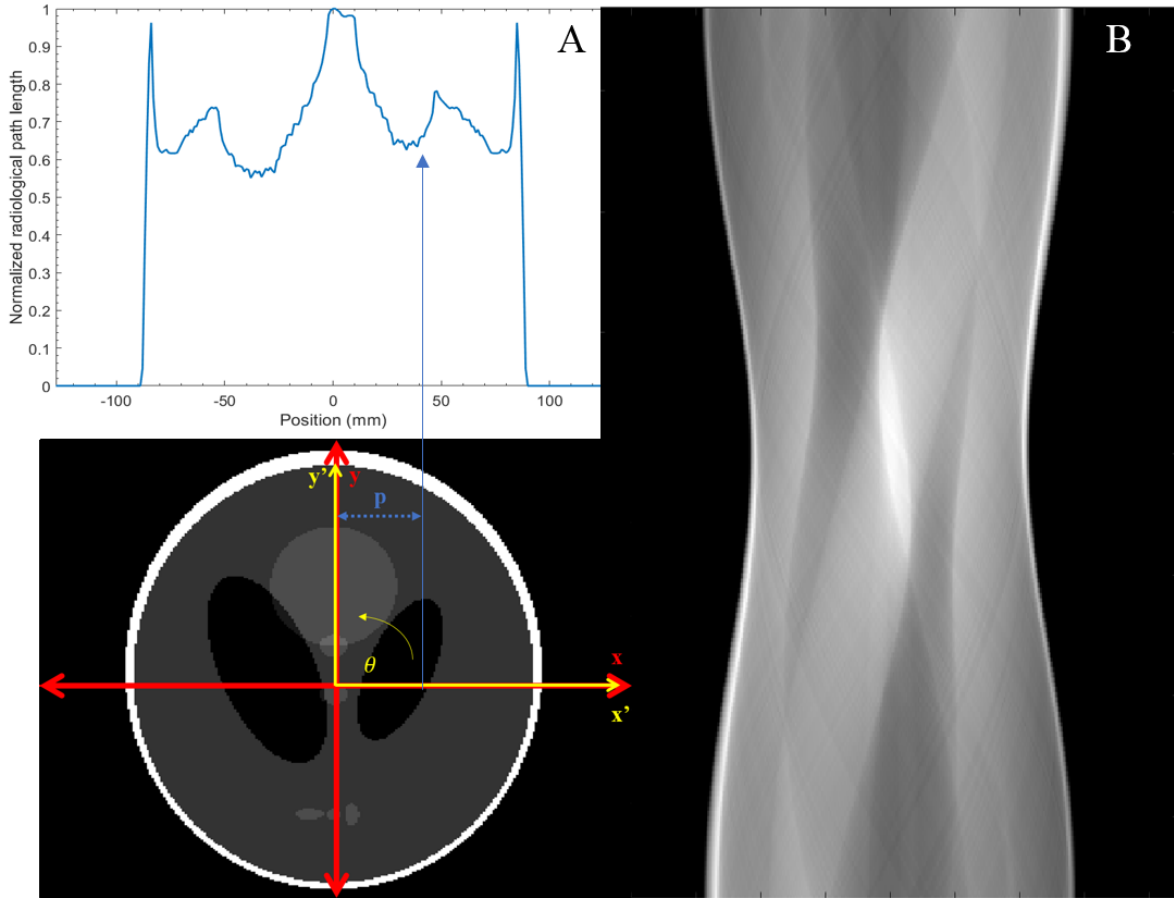 A
B
Normalized radiological path length
1
0.9
0.8
0.7
0.6
0.5
0.4
0.3
0.2
0.1
0
-100
-50
0
50
100
Position (mm)
y'
y
p
θ
x
x'